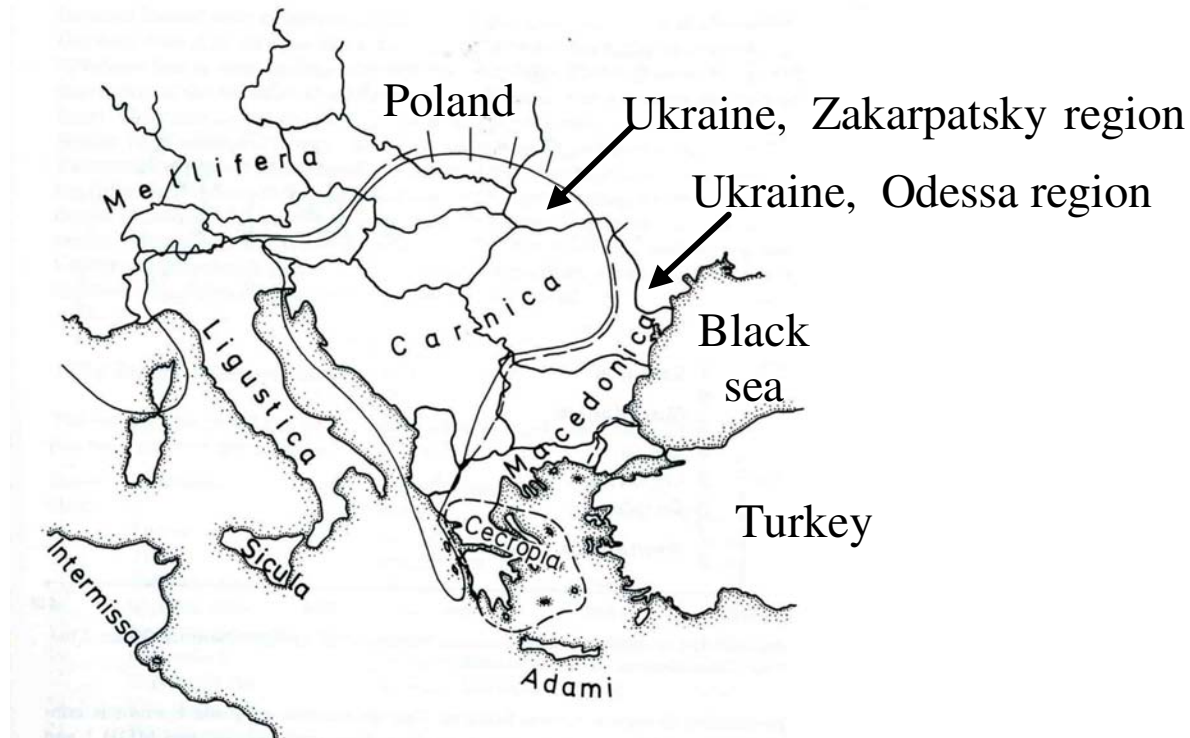 Poland
Ukraine, Zakarpatsky region
Mellifera
Ukraine, Odessa region
Carnica
Black
sea
Ligustica
Macedonica
Turkey
Cecropia
Sicula
Intermissa
Adami